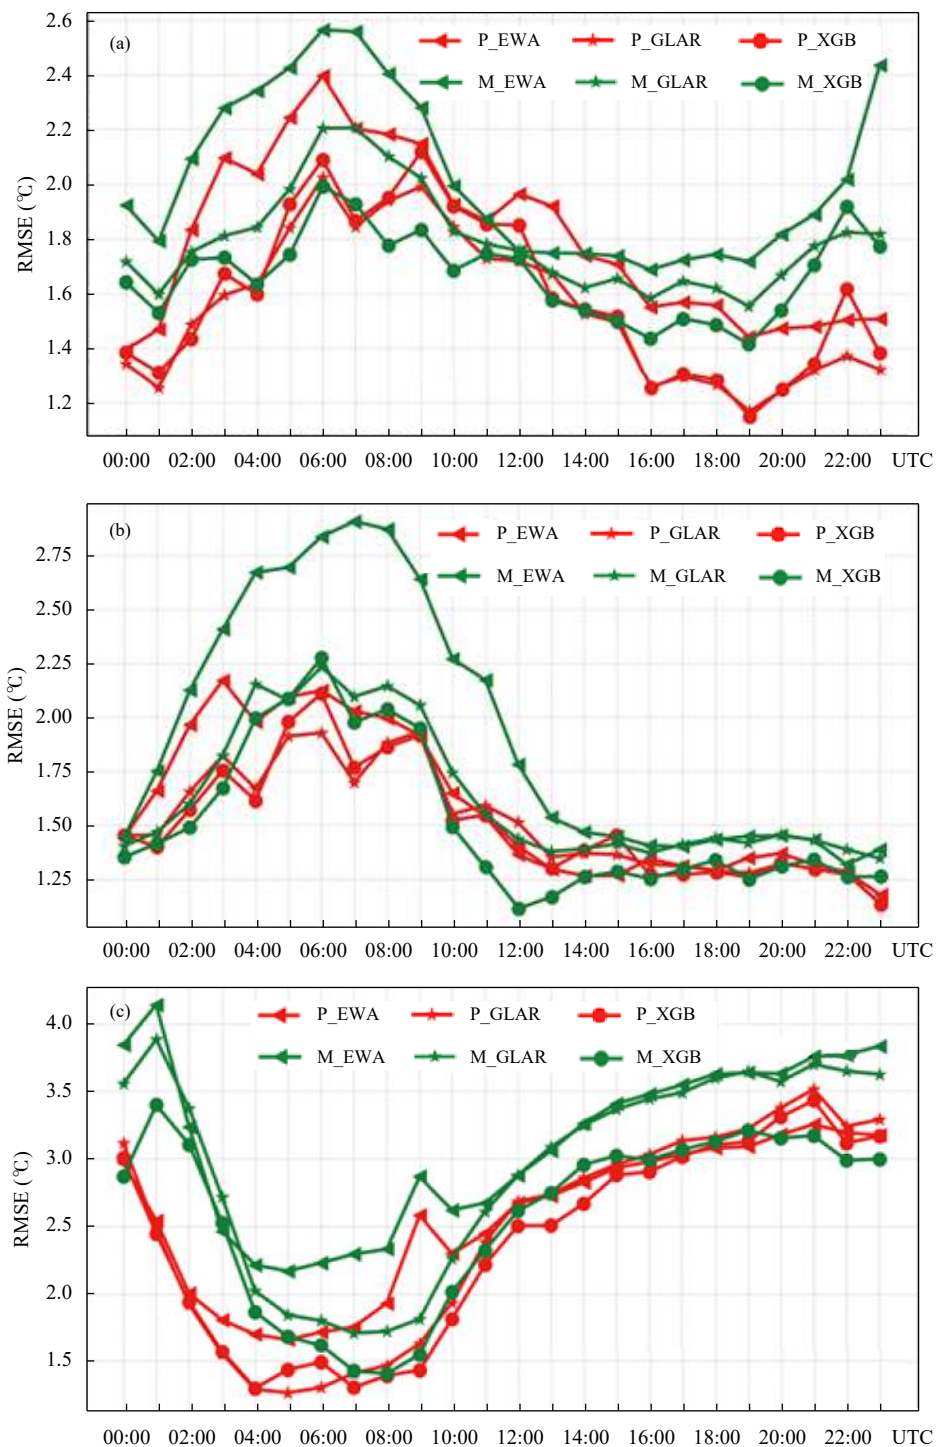 (a)
P_EWA P_GLAR P_XGB
M_EWA M_GLAR M_XGB
RMSE (℃)
2.6
2.4
2.2
2.0
1.8
1.6
1.4
1.2
00:00 02:00 04:00 06:00 08:00 10:00 12:00 14:00 16:00 18:00 20:00 22:00 UTC
(b)
P_EWA P_GLAR P_XGB
M_EWA M_GLAR M_XGB
RMSE (℃)
2.75
2.50
2.25
2.00
1.75
1.50
1.25
00:00 02:00 04:00 06:00 08:00 10:00 12:00 14:00 16:00 18:00 20:00 22:00 UTC
(c)
P_EWA P_GLAR P_XGB
M_EWA M_GLAR M_XGB
RMSE (℃)
4.0
3.5
3.0
2.5
2.0
1.5
00:00 02:00 04:00 06:00 08:00 10:00 12:00 14:00 16:00 18:00 20:00 22:00 UTC